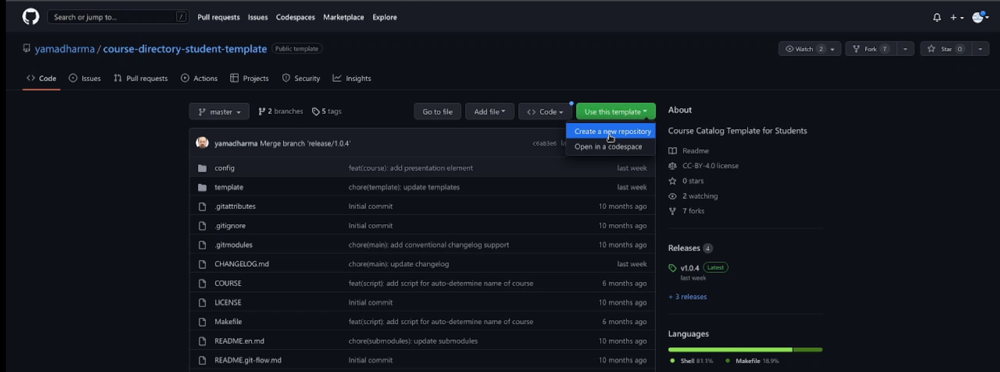 Search or jump to... /
Pull requests Issues Codespaces Marketplace Explore
yamadharma / course-directory-student-template Public template
Watch 2 Fork 7 Star 0
Code Issues Pull requests Actions Projects Security Insights
master 2 branches 5 tags Go to file Add file Code Use this template
Create a new repository
Open in a codespace
yamadharma Merge branch 'release/1.0.4' c6ab3e6
config feat(course): add presentation element last week
template chore(template): update templates last week
.gitattributes Initial commit 10 months ago
.gitignore Initial commit 10 months ago
.gitmodules chore(main): add conventional changelog support 10 months ago
CHANGELOG.md chore(main): update changelog last week
COURSE feat(script): add script for auto-determine name of course 6 months ago
LICENSE Initial commit 10 months ago
Makefile feat(script): add script for auto-determine name of course 6 months ago
README.en.md chore(submodules): update submodules 10 months ago
README.git-flow.md Initial commit 10 months ago
About
Course Catalog Template for Students
Readme
CC-BY-4.0 license
0 stars
2 watching
7 forks
Releases 4
v1.0.4 Latest
last week
+ 3 releases
Languages
Shell 81.1% Makefile 18.9%